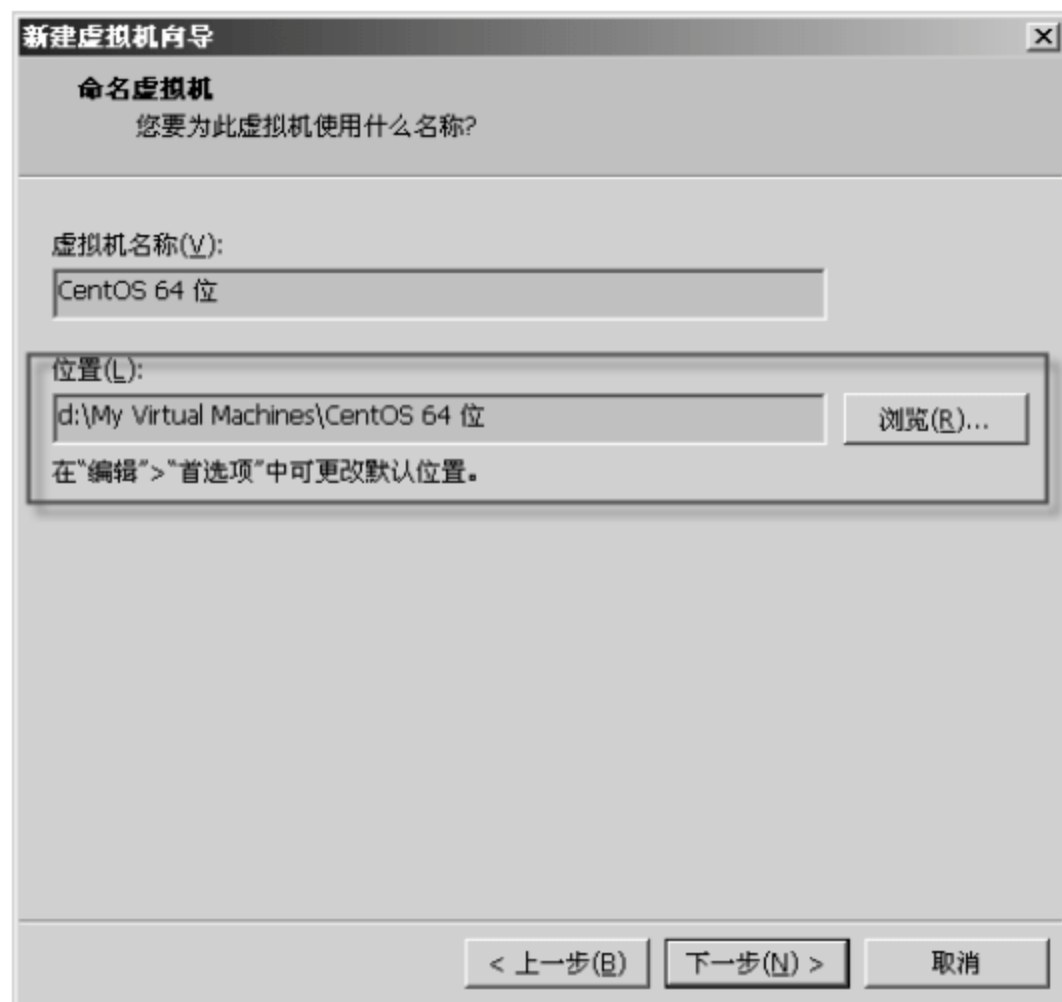 新建虚拟机向导
命名虚拟机
您要为此虚拟机使用什么名称?
虚拟机名称(V):
CentOS 64 位
位置(L):
d:\My Virtual Machines\CentOS 64 位
浏览(R)...
在"编辑">"首选项"中可更改默认位置。
< 上一步(B) 下一步(N) > 取消